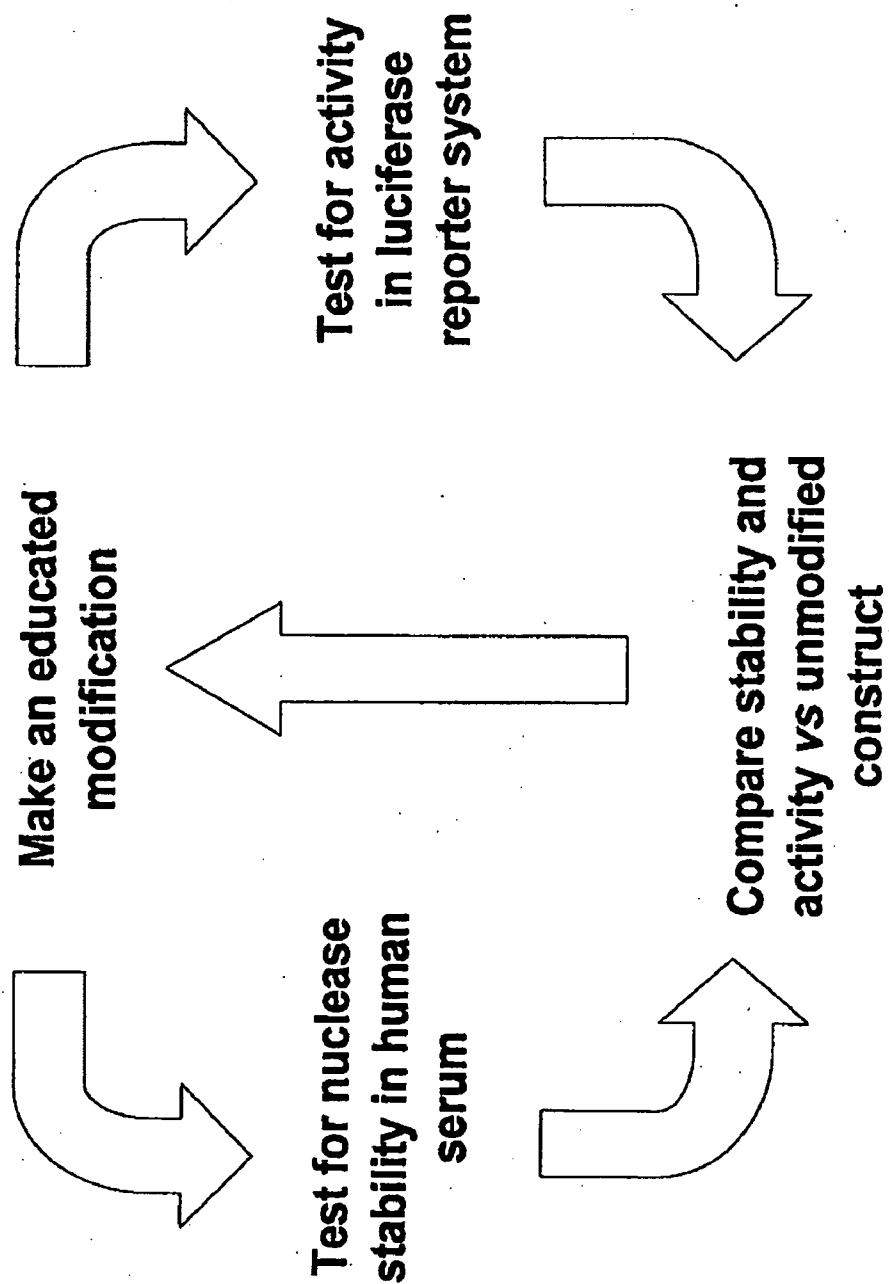 Make an educated
modification
Test for nuclease
stability in human
serum
Test for activity
in luciferase
reporter system
Compare stability and
activity vs unmodified
construct